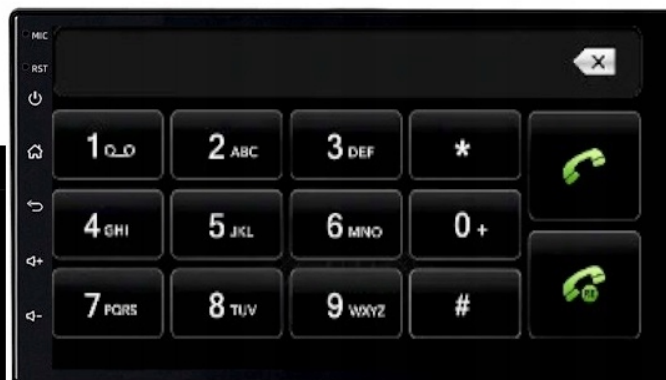 MIC
RST
1
2 ABC
3 DEF
*
4 GHI
5 JKL
6 MNO
0 +
7 PQRS
8 TUV
9 WXYZ
#